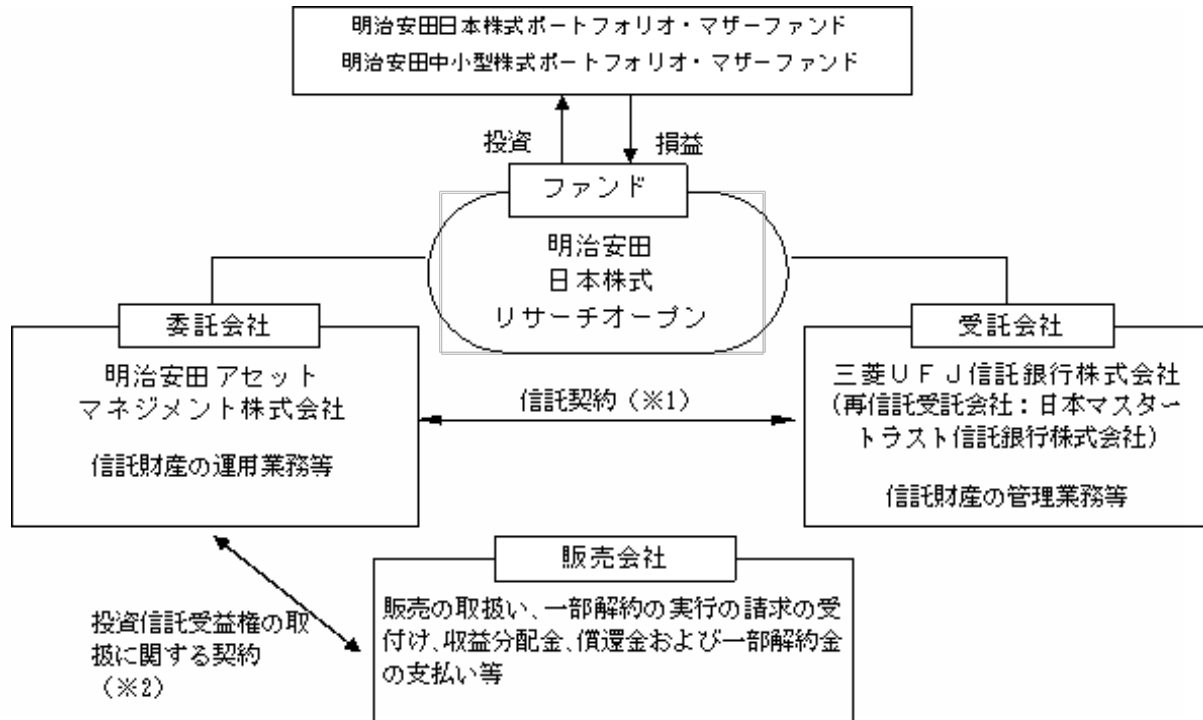 明治安田日本株式ポートフォリオ・マザーファンド
明治安田中小型株式ポートフォリオ・マザーファンド
投資
損益
ファンド
明治安田
日本株式
リサーチオープン
委託会社
明治安田アセット
マネジメント株式会社
信託財産の運用業務等
信託契約(※1)
受託会社
三菱UFJ信託銀行株式会社
(再信託受託会社:日本マスター
トラスト信託銀行株式会社)
信託財産の管理業務等
投資信託受益権の取
扱に関する契約
(※2)
販売会社
販売の取扱い、一部解約の実行の請求の受
付け、収益分配金、償還金および一部解約金
の支払い等